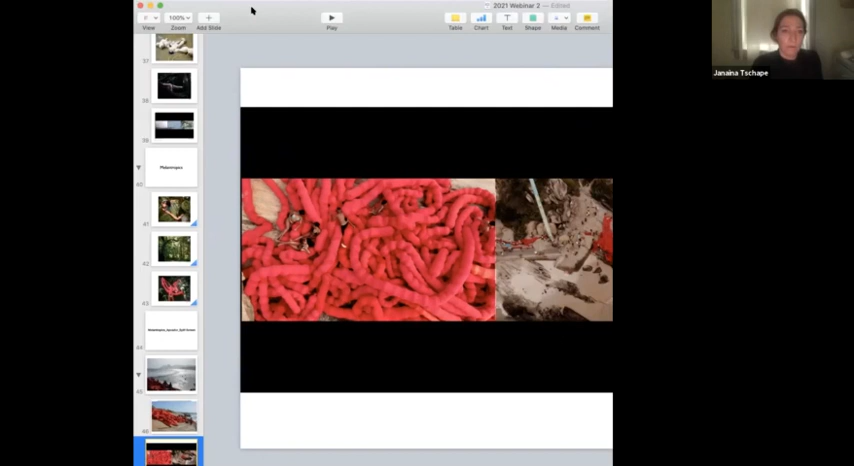 2021 Webinar 2 — Edited
100%
View
Zoom
Add Slide
Play
Table
Chart
Text
Shape
Media
Comment
Janaina Tschape
37
38
39
40
41
42
43
44
45
46